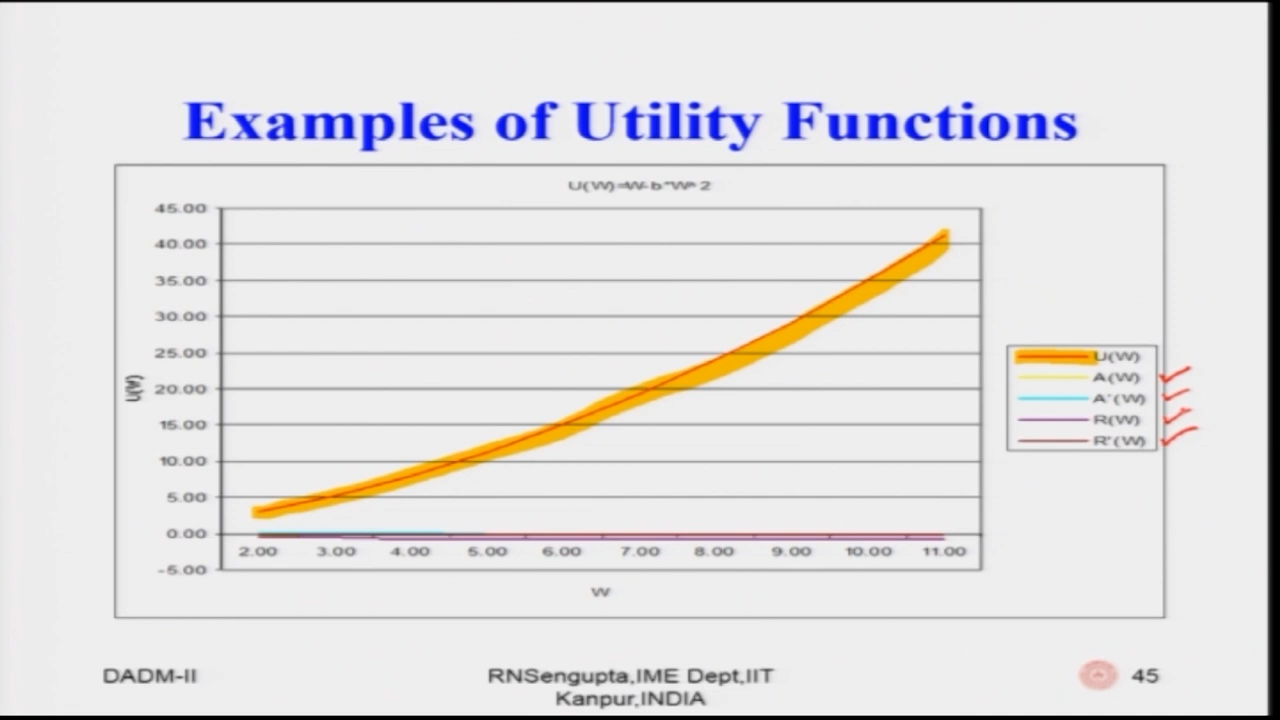 Examples of Utility Functions
U(W)=W-b*W^2
45.00
40.00
35.00
30.00
25.00
20.00
15.00
10.00
5.00
0.00
-5.00
U(W)
2.00 3.00 4.00 5.00 6.00 7.00 8.00 9.00 10.00 11.00
W
U(W)
A(W)
A'(W)
R(W)
R'(W)
DADM-II
RNSengupta,IME Dept,IIT
Kanpur,INDIA
45